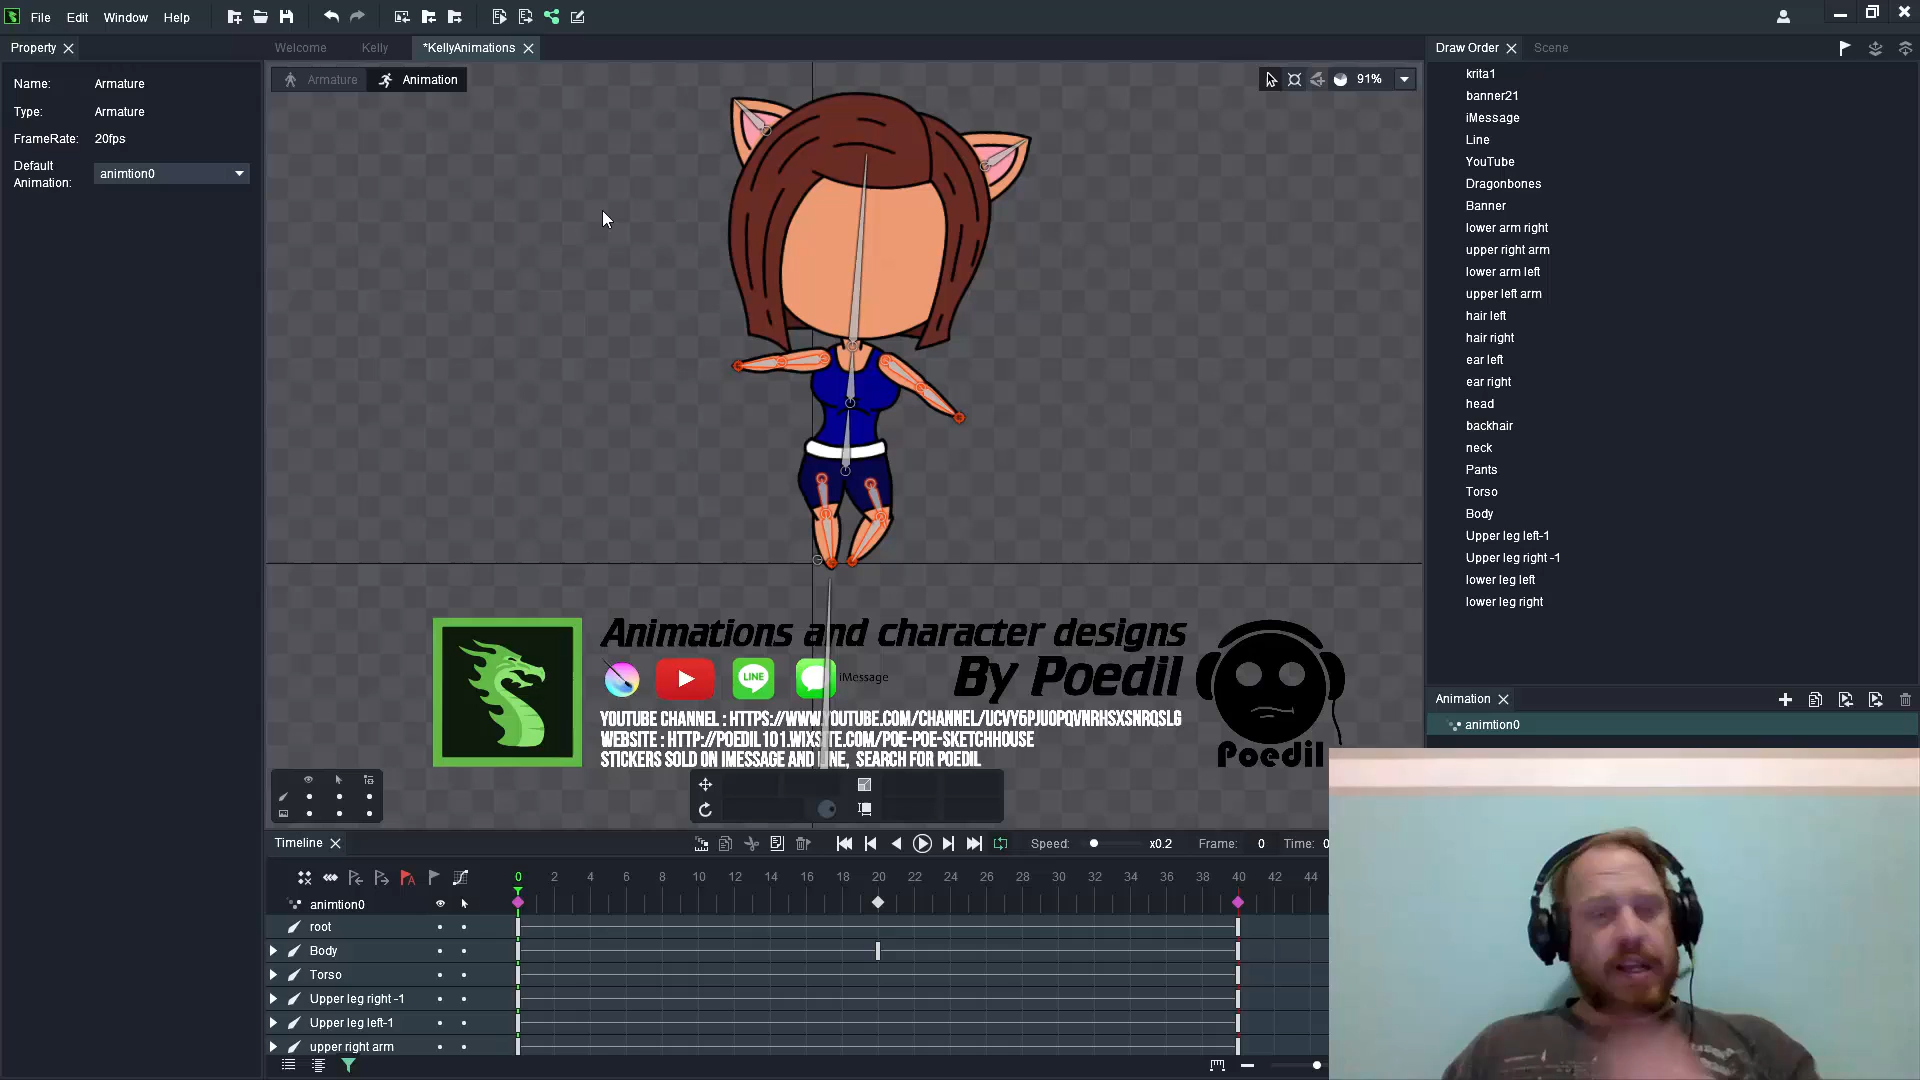 File Edit Window Help
Property
Welcome Kelly *KellyAnimations
Draw Order Scene
Armature Animation
91%
Name: Armature
Type: Armature
FrameRate: 20fps
Default Animation: animtion0
krita1
banner21
iMessage
Line
YouTube
Dragonbones
Banner
lower arm right
upper right arm
lower arm left
upper left arm
hair left
hair right
ear left
ear right
head
backhair
neck
Pants
Torso
Body
Upper leg left-1
Upper leg right -1
lower leg left
lower leg right
Animation
animtion0
Animations and character designs
By Poedil
LINE
iMessage
YOUTUBE CHANNEL : HTTPS://WWW.YOUTUBE.COM/CHANNEL/UCVY6PJUOPQVNRHSXSNRQSLG
WEBSITE : HTTP://POEDIL101.WIXSITE.COM/POE-POE-SKETCHHOUSE
STICKERS SOLD ON IMESSAGE AND LINE, SEARCH FOR POEDIL
Poedil
Timeline
Speed: x0.2 Frame: 0 Time: 0
0 2 4 6 8 10 12 14 16 18 20 22 24 26 28 30 32 34 36 38 40 42 44
animtion0
root
Body
Torso
Upper leg right -1
Upper leg left-1
upper right arm